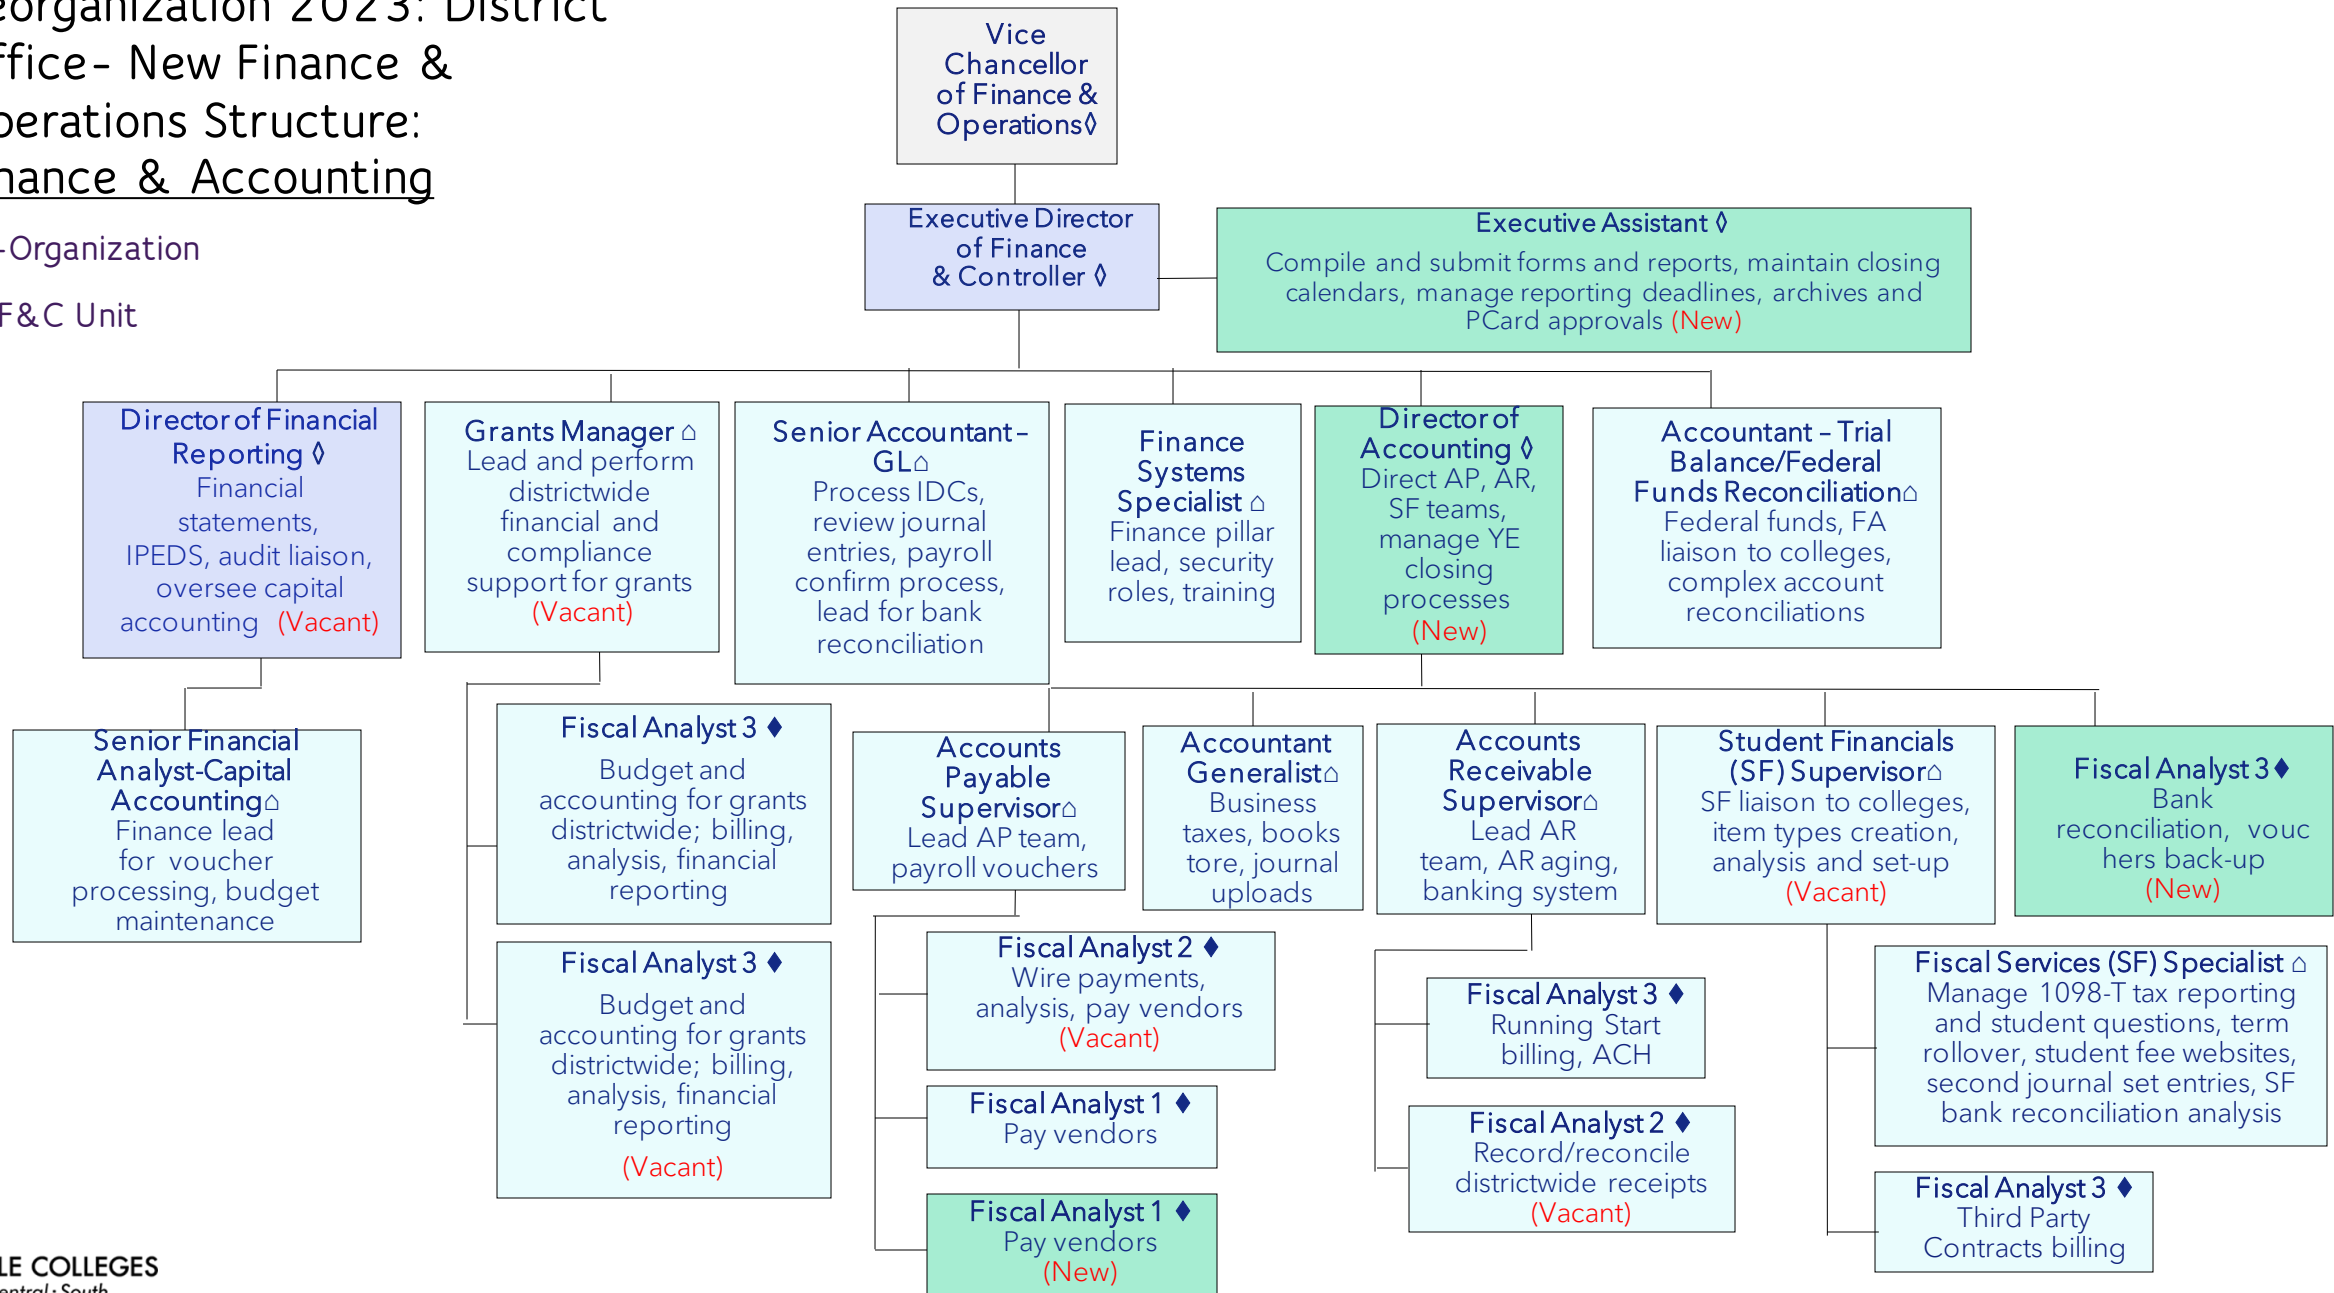 eorganization 2023: District
ffice- New Finance &
perations Structure:
nance & Accounting
-Organization
F&C Unit
Vice
Chancellor
of Finance &
Operations◊
Executive Director
of Finance
& Controller ◊
Executive Assistant ◊
Compile and submit forms and reports, maintain closing
calendars, manage reporting deadlines, archives and
PCard approvals (New)
Director of Financial
Reporting ◊
Financial
statements,
IPEDS, audit liaison,
oversee capital
accounting (Vacant)
Grants Manager ⌂
Lead and perform
districtwide
financial and
compliance
support for grants
(Vacant)
Senior Accountant –
GL⌂
Process IDCs,
review journal
entries, payroll
confirm process,
lead for bank
reconciliation
Finance
Systems
Specialist ⌂
Finance pillar
lead, security
roles, training
Director of
Accounting ◊
Direct AP, AR,
SF teams,
manage YE
closing
processes
(New)
Accountant – Trial
Balance/Federal
Funds Reconciliation⌂
Federal funds, FA
liaison to colleges,
complex account
reconciliations
Senior Financial
Analyst-Capital
Accounting⌂
Finance lead
for voucher
processing, budget
maintenance
Fiscal Analyst 3 ♦
Budget and
accounting for grants
districtwide; billing,
analysis, financial
reporting
Fiscal Analyst 3 ♦
Budget and
accounting for grants
districtwide; billing,
analysis, financial
reporting
(Vacant)
Accounts
Payable
Supervisor⌂
Lead AP team,
payroll vouchers
Accountant
Generalist⌂
Business
taxes, books
tore, journal
uploads
Accounts
Receivable
Supervisor⌂
Lead AR
team, AR aging,
banking system
Student Financials
(SF) Supervisor⌂
SF liaison to colleges,
item types creation,
analysis and set-up
(Vacant)
Fiscal Analyst 3♦
Bank
reconciliation, vouc
hers back-up
(New)
Fiscal Analyst 2 ♦
Wire payments,
analysis, pay vendors
(Vacant)
Fiscal Analyst 1 ♦
Pay vendors
Fiscal Analyst 1 ♦
Pay vendors
(New)
Fiscal Analyst 3 ♦
Running Start
billing, ACH
Fiscal Analyst 2 ♦
Record/reconcile
districtwide receipts
(Vacant)
Fiscal Services (SF) Specialist ⌂
Manage 1098-T tax reporting
and student questions, term
rollover, student fee websites,
second journal set entries, SF
bank reconciliation analysis
Fiscal Analyst 3 ♦
Third Party
Contracts billing
LE COLLEGES
entral · South